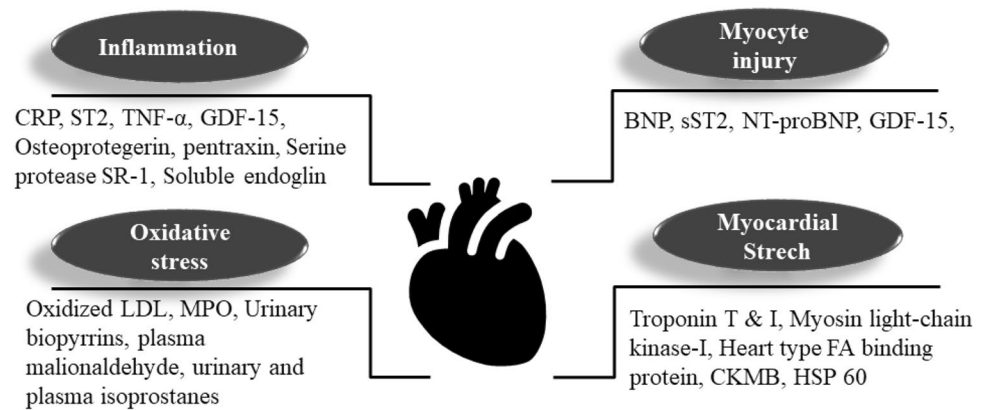 Inflammation
CRP, ST2, TNF-α, GDF-15,
Osteoprotegerin, pentraxin, Serine
protease SR-1, Soluble endoglin
Myocyte
injury
BNP, sST2, NT-proBNP, GDF-15,
Oxidative
stress
Oxidized LDL, MPO, Urinary
biopyrrins, plasma
malionaldehyde, urinary and
plasma isoprostanes
Myocardial
Strech
Troponin T & I, Myosin light-chain
kinase-I, Heart type FA binding
protein, CKMB, HSP 60